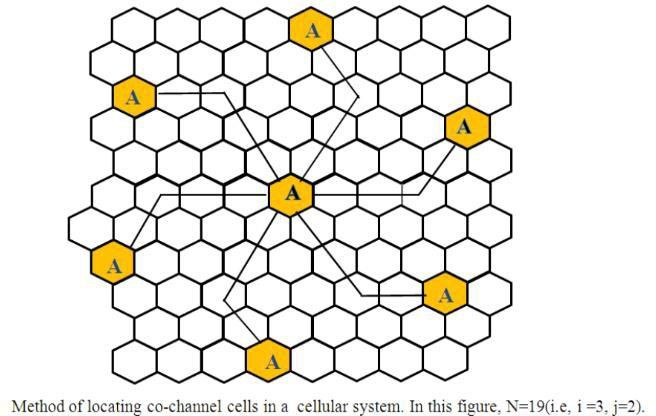 A
A
A
A
A
A
A
Method of locating co-channel cells in a cellular system. In this figure, N=19(i.e, i =3, j=2).